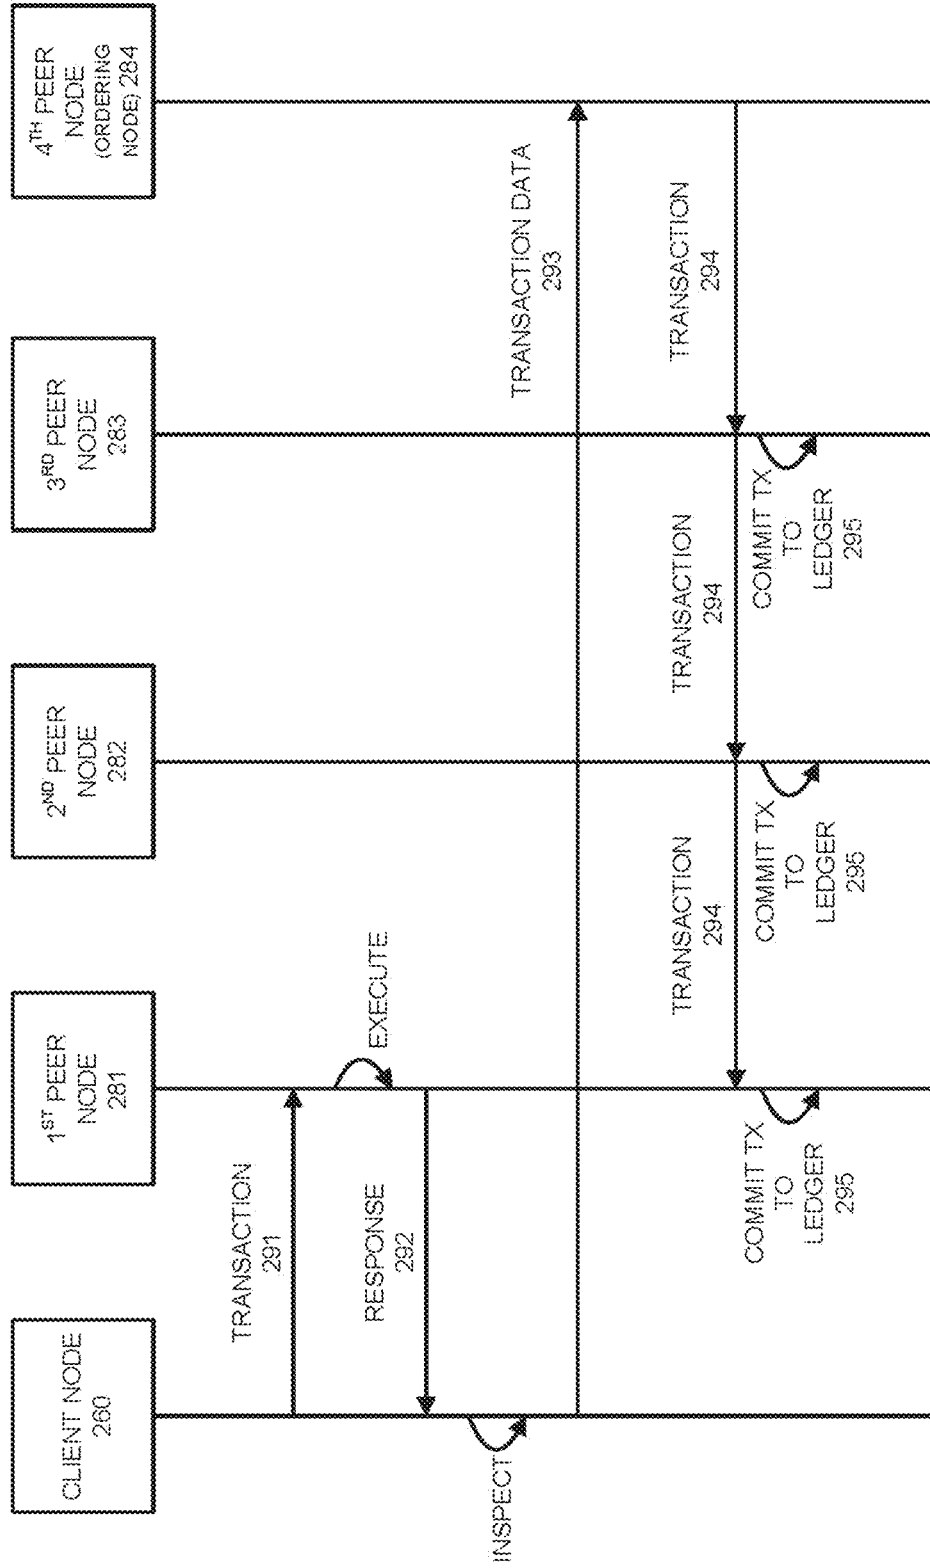 CLIENT NODE
260
1ST PEER
NODE
281
2ND PEER
NODE
282
3RD PEER
NODE
283
4TH PEER
NODE
(ORDERING
NODE) 284
TRANSACTION
291
EXECUTE
RESPONSE
292
INSPECT
TRANSACTION DATA
293
TRANSACTION
294
TRANSACTION
294
TRANSACTION
294
COMMIT TX
TO
LEDGER
295
COMMIT TX
TO
LEDGER
295
COMMIT TX
TO
LEDGER
295